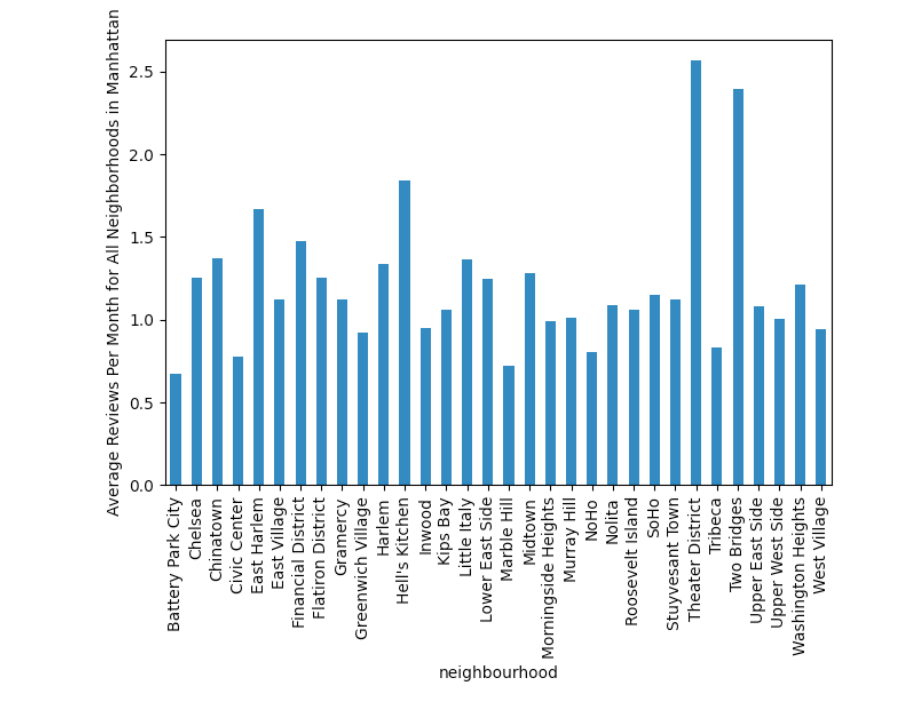 Average Reviews Per Month for All Neighborhoods in Manhattan
2.5
2.0
1.5
1.0
0.5
0.0
Battery Park City
Chelsea
Chinatown
Civic Center
East Harlem
East Village
Financial District
Flatiron District
Gramercy
Greenwich Village
Harlem
Hell's Kitchen
Inwood
Kips Bay
Little Italy
Lower East Side
Marble Hill
Midtown
Morningside Heights
Murray Hill
NoHo
Nolita
Roosevelt Island
SoHo
Stuyvesant Town
Theater District
Tribeca
Two Bridges
Upper East Side
Upper West Side
Washington Heights
West Village
neighbourhood